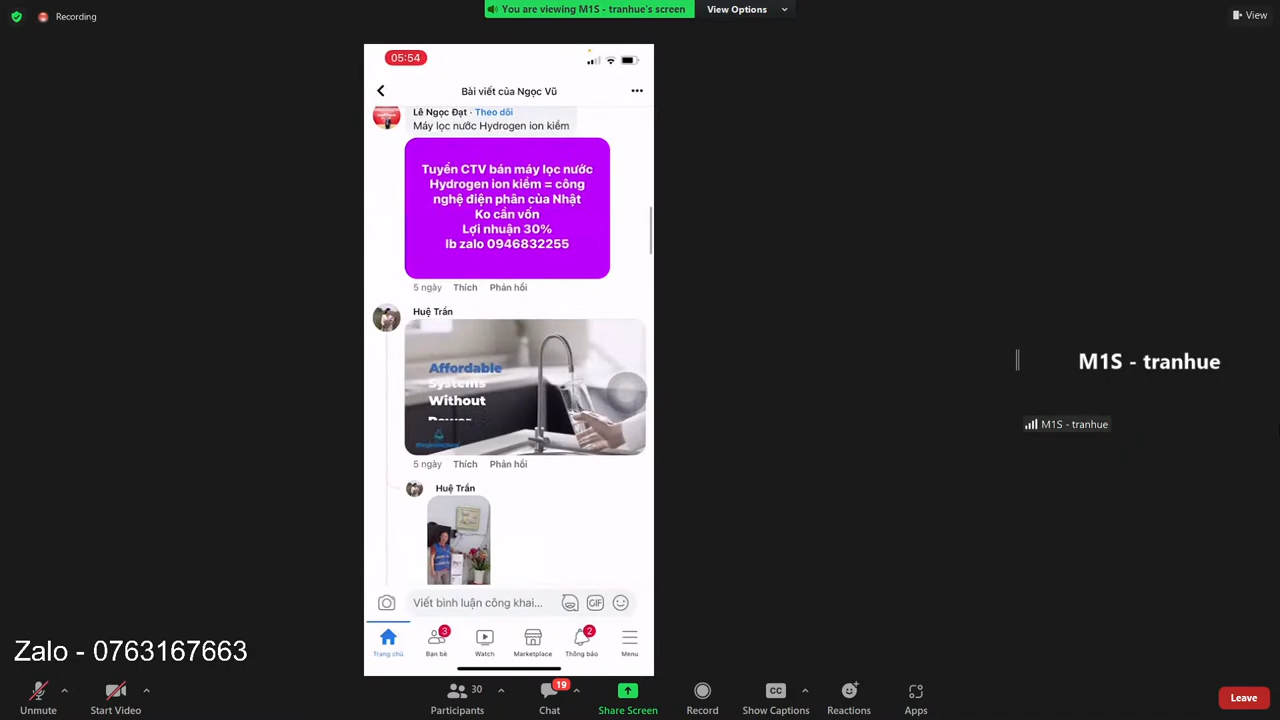 Recording
You are viewing M1S - tranhue's screen
View Options
View
05:54
Bài viết của Ngọc Vũ
Lê Ngọc Đạt · Theo dõi
Máy lọc nước Hydrogen ion kiềm
Tuyển CTV bán máy lọc nước
Hydrogen ion kiềm = công
nghệ điện phân của Nhật
Ko cần vốn
Lợi nhuận 30%
Ib zalo 0946832255
5 ngày Thích Phản hồi
Huệ Trần
Affordable
Systems
Without
Power
5 ngày Thích Phản hồi
Huệ Trần
Viết bình luận công khai...
GIF
3
2
Trang chủ
Bạn bè
Watch
Marketplace
Thông báo
Menu
M1S - tranhue
M1S - tranhue
Zalo - 0763167663
Unmute
Start Video
30
Participants
19
Chat
Share Screen
Record
CC
Show Captions
Reactions
Apps
Leave